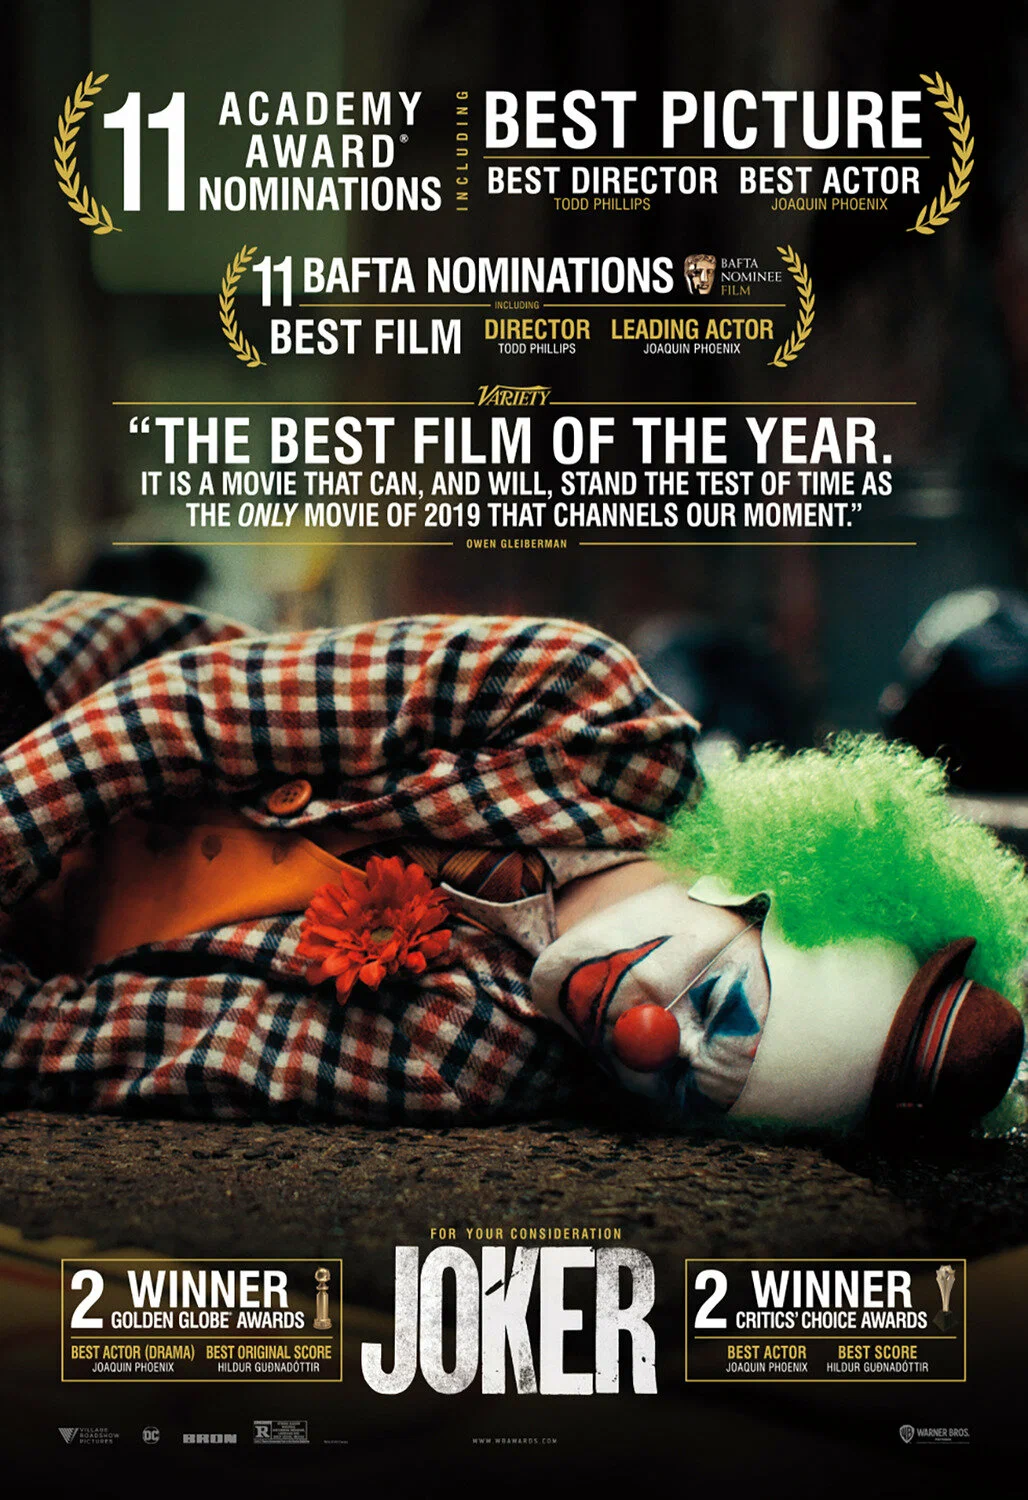 11 ACADEMY
AWARD®
NOMINATIONS
INCLUDING
BEST PICTURE
BEST DIRECTOR BEST ACTOR
TODD PHILLIPS JOAQUIN PHOENIX
11 BAFTA NOMINATIONS
BAFTA
NOMINEE
FILM
INCLUDING
BEST FILM DIRECTOR LEADING ACTOR
TODD PHILLIPS JOAQUIN PHOENIX
VARIETY
“THE BEST FILM OF THE YEAR.
IT IS A MOVIE THAT CAN, AND WILL, STAND THE TEST OF TIME AS
THE ONLY MOVIE OF 2019 THAT CHANNELS OUR MOMENT.”
OWEN GLEIBERMAN
FOR YOUR CONSIDERATION
JOKER
2 WINNER
GOLDEN GLOBE® AWARDS
BEST ACTOR (DRAMA) BEST ORIGINAL SCORE
JOAQUIN PHOENIX HILDUR GUÐNADÓTTIR
2 WINNER
CRITICS’ CHOICE AWARDS
BEST ACTOR BEST SCORE
JOAQUIN PHOENIX HILDUR GUÐNADÓTTIR
VILLAGE
ROADSHOW
PICTURES
DC
BRON
R
WWW.WBAWARDS.COM
WB WARNER BROS.